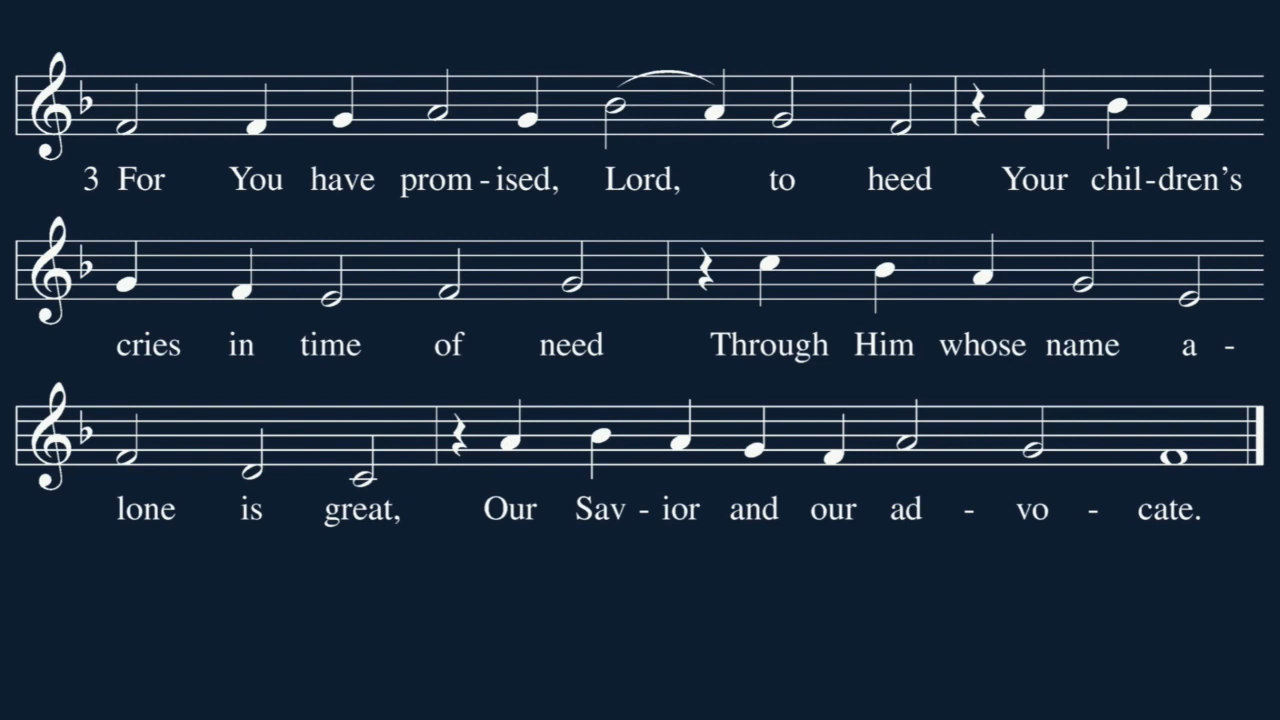 3 For You have prom - ised, Lord, to heed Your chil - dren's
cries in time of need Through Him whose name a -
lone is great, Our Sav - ior and our ad - vo - cate.